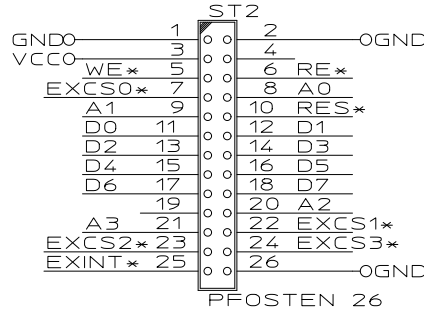 ST2
GND 1 2 GND
VCC 3 4
WE* 5 6 RE*
EXCS0* 7 8 A0
A1 9 10 RES*
D0 11 12 D1
D2 13 14 D3
D4 15 16 D5
D6 17 18 D7
19 20 A2
A3 21 22 EXCS1*
EXCS2* 23 24 EXCS3*
EXINT* 25 26 GND
PFOSTEN 26